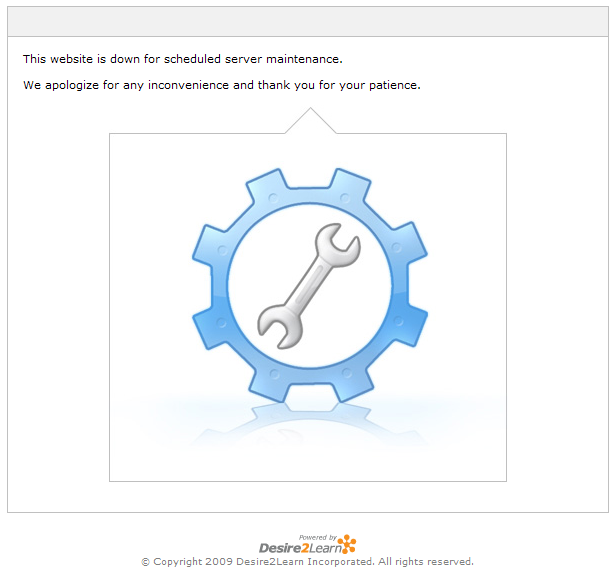 This website is down for scheduled server maintenance.
We apologize for any inconvenience and thank you for your patience.
Powered by
Desire2Learn
© Copyright 2009 Desire2Learn Incorporated. All rights reserved.